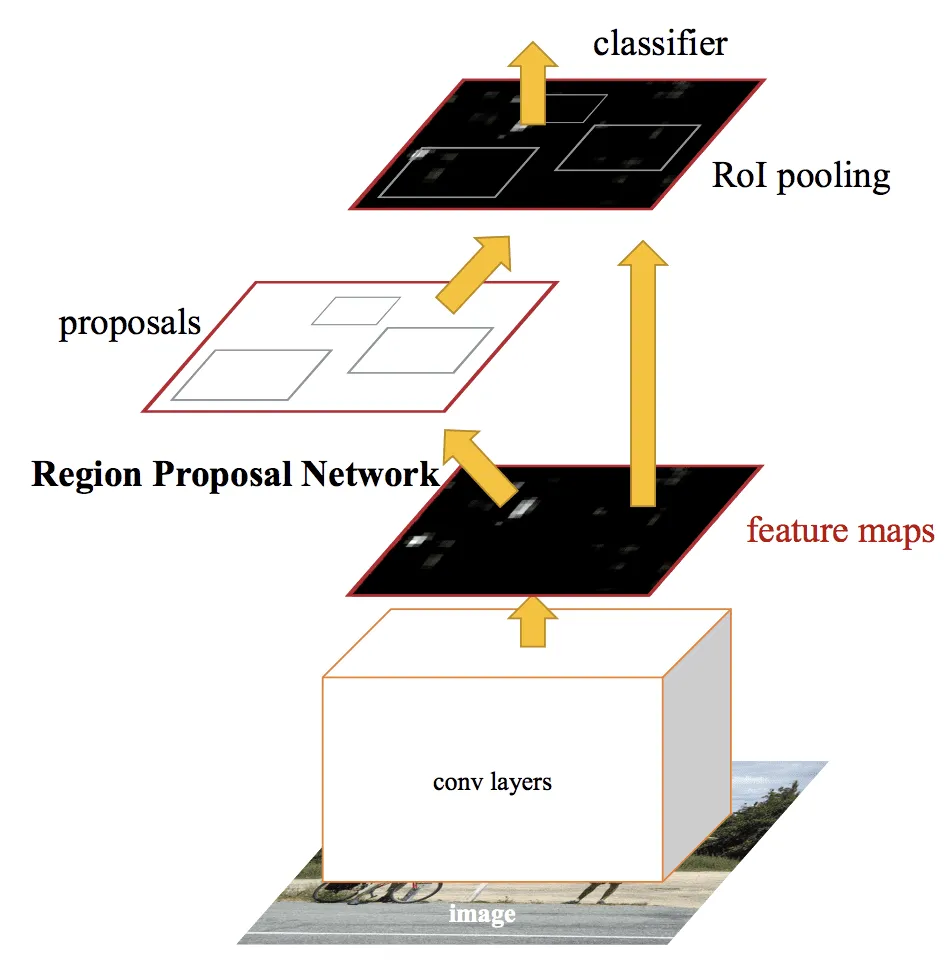 classifier
RoI pooling
proposals
Region Proposal Network
feature maps
conv layers
image